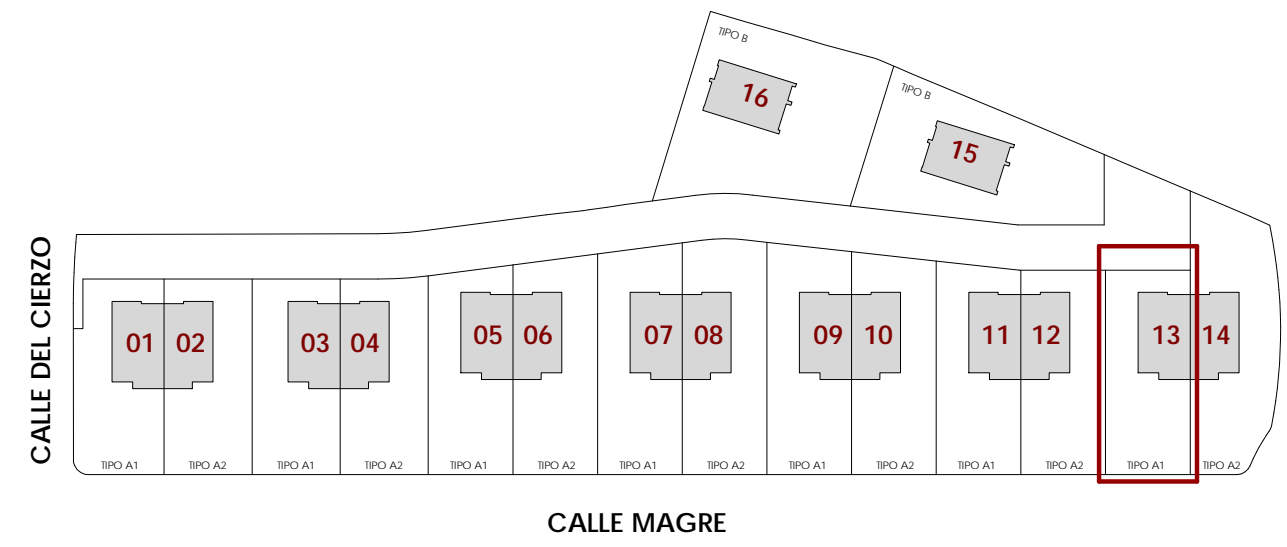 TIPO B
16
TIPO B
15
CALLE DEL CIERZO
01 02 03 04 05 06 07 08 09 10 11 12 13 14
TIPO A1 TIPO A2 TIPO A1 TIPO A2 TIPO A1 TIPO A2 TIPO A1 TIPO A2 TIPO A1 TIPO A2 TIPO A1 TIPO A2 TIPO A1 TIPO A2
CALLE MAGRE